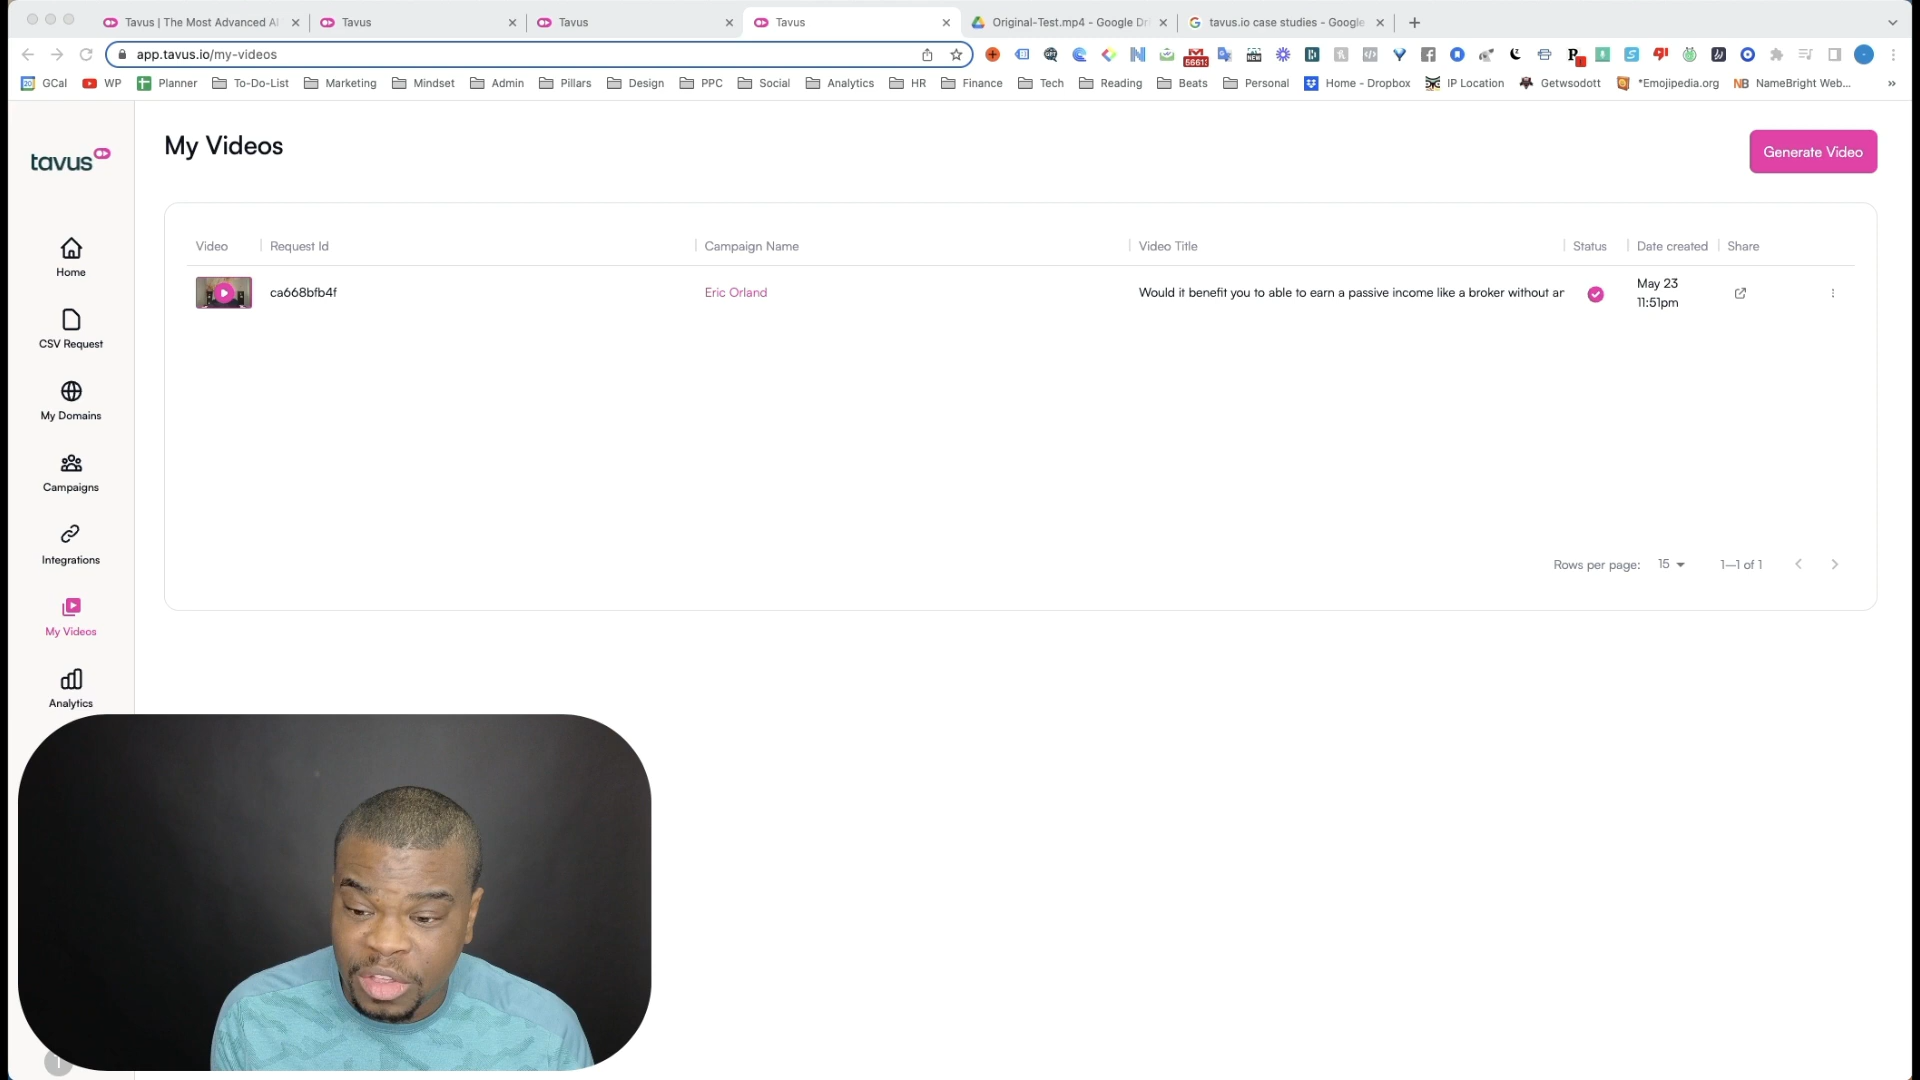 Tavus | The Most Advanced AI
Tavus
Tavus
Tavus
Original-Test.mp4 - Google Dr
tavus.io case studies - Google
app.tavus.io/my-videos
NEW
5661
GCal
WP
Planner
To-Do-List
Marketing
Mindset
Admin
Pillars
Design
PPC
Social
Analytics
HR
Finance
Tech
Reading
Beats
Personal
Home - Dropbox
IP Location
Getwsodott
*Emojipedia.org
NB NameBright Web...
tavus
My Videos
Generate Video
Video
Request Id
Campaign Name
Video Title
Status
Date created
Share
ca668bfb4f
Eric Orland
Would it benefit you to able to earn a passive income like a broker without ar
May 23
11:51pm
Rows per page:
15
1–1 of 1
Home
CSV Request
My Domains
Campaigns
Integrations
My Videos
Analytics